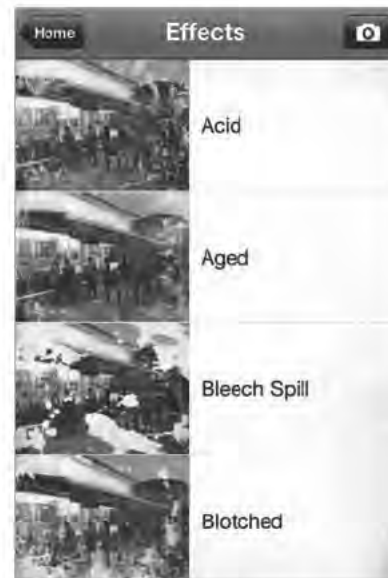 Home
Effects
Acid
Aged
Bleech Spill
Blotched